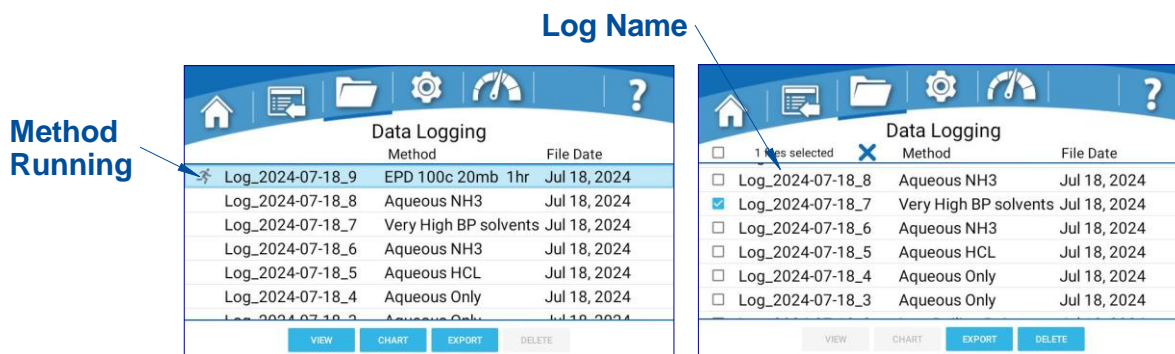 Log Name
Method
Running
?
Data Logging
Method File Date
Log_2024-07-18_9 EPD 100c 20mb 1hr Jul 18, 2024
Log_2024-07-18_8 Aqueous NH3 Jul 18, 2024
Log_2024-07-18_7 Very High BP solvents Jul 18, 2024
Log_2024-07-18_6 Aqueous NH3 Jul 18, 2024
Log_2024-07-18_5 Aqueous HCL Jul 18, 2024
Log_2024-07-18_4 Aqueous Only Jul 18, 2024
VIEW CHART EXPORT DELETE
?
Data Logging
1 files selected Method File Date
Log_2024-07-18_8 Aqueous NH3 Jul 18, 2024
Log_2024-07-18_7 Very High BP solvents Jul 18, 2024
Log_2024-07-18_6 Aqueous NH3 Jul 18, 2024
Log_2024-07-18_5 Aqueous HCL Jul 18, 2024
Log_2024-07-18_4 Aqueous Only Jul 18, 2024
Log_2024-07-18_3 Aqueous Only Jul 18, 2024
VIEW CHART EXPORT DELETE